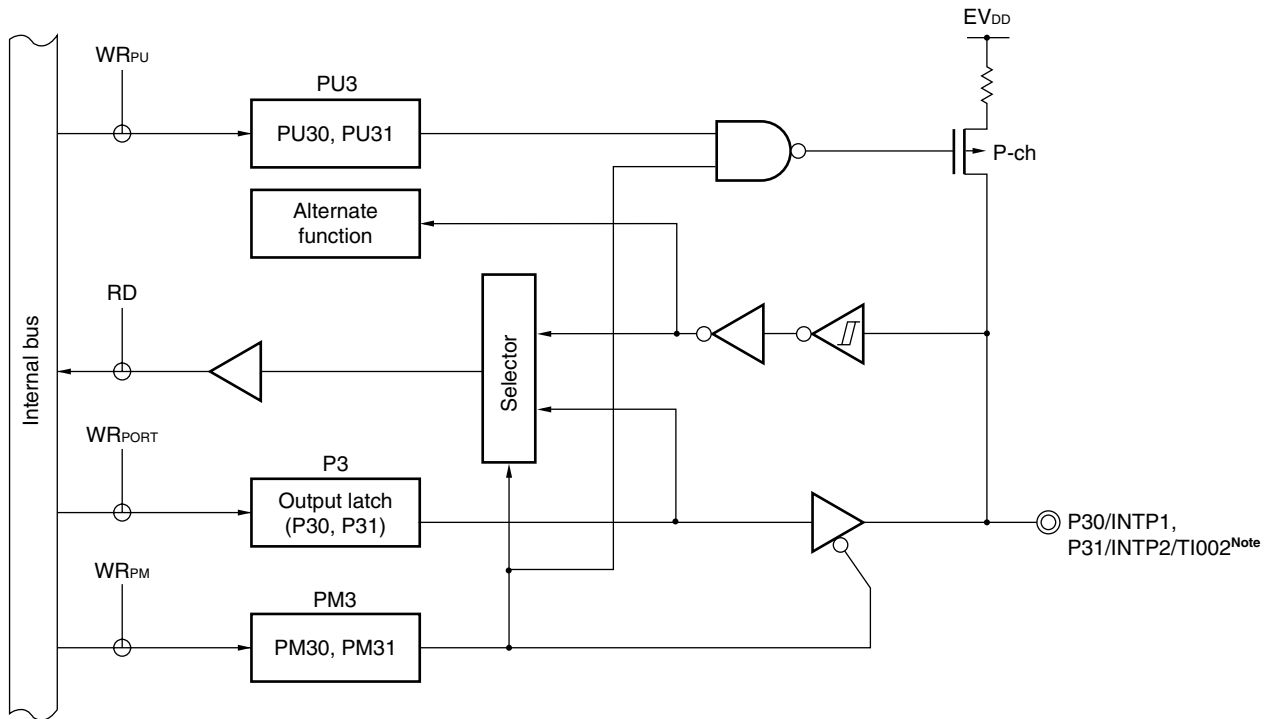 EVDD
WRPU
PU3
PU30, PU31
P-ch
Alternate
function
RD
Internal bus
Selector
WRPORT
P3
Output latch
(P30, P31)
P30/INTP1,
P31/INTP2/TI002Note
WRPM
PM3
PM30, PM31